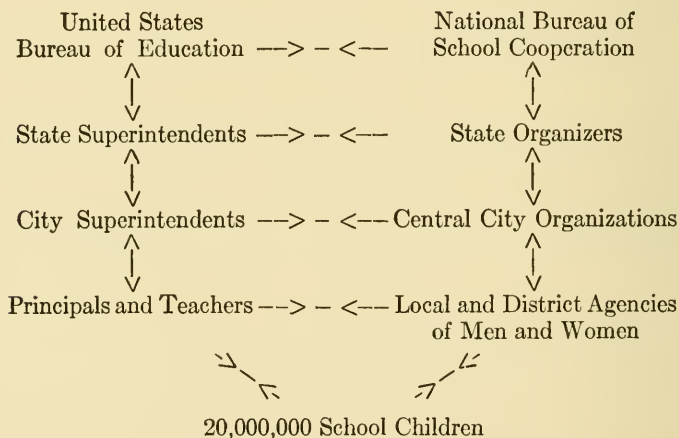 United States
Bureau of Education
National Bureau of
School Cooperation
State Superintendents
State Organizers
City Superintendents
Central City Organizations
Principals and Teachers
Local and District Agencies
of Men and Women
20,000,000 School Children